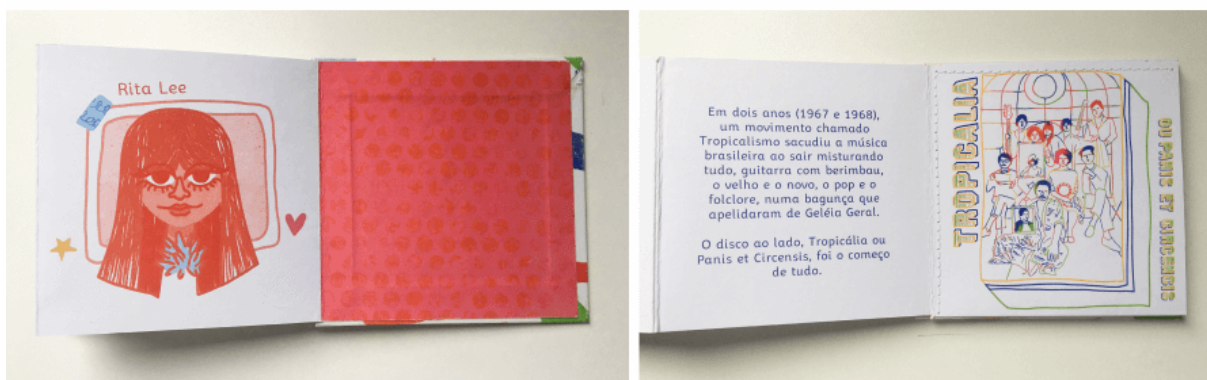 Rita Lee
Em dois anos (1967 e 1968),
um movimento chamado
Tropicalismo sacudiu a música
brasileira ao sair misturando
tudo, guitarra com berimbau,
o velho e o novo, o pop e o
folclore, numa bagunça que
apelidaram de Geléia Geral.
O disco ao lado, Tropicália ou
Panis et Circensis, foi o começo
de tudo.
TROPICALIA
OU PANIS ET CIRCENCIS